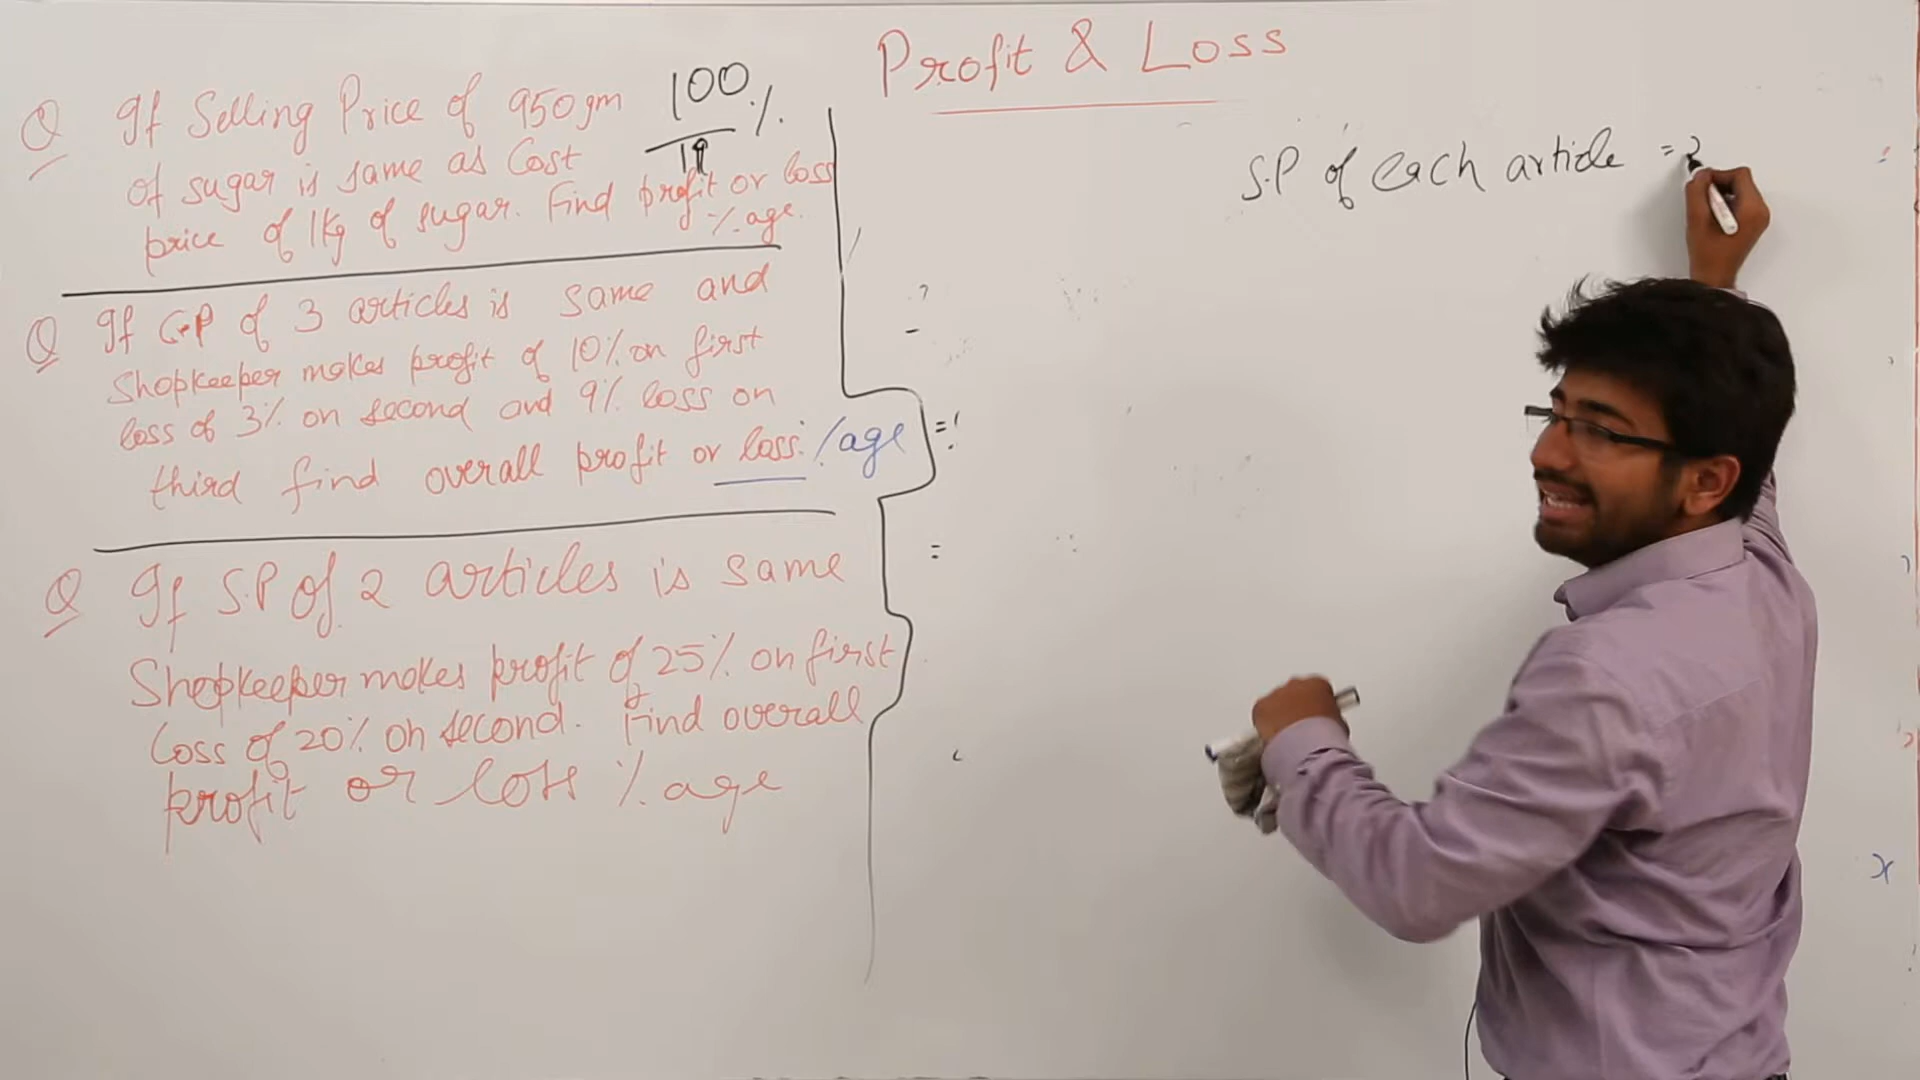 Profit & Loss
Q If Selling Price of 950gm
of sugar is same as Cost
price of 1Kg of sugar. Find profit or loss
%age.
100/19 %
Q If C.P of 3 articles is same and
Shopkeeper makes profit of 10% on first
loss of 3% on second and 9% loss on
third find overall profit or loss. %age
Q If S.P of 2 articles is same
Shopkeeper makes profit of 25% on first
Loss of 20% on second. Find overall
profit or loss %age
S.P of each article =
x